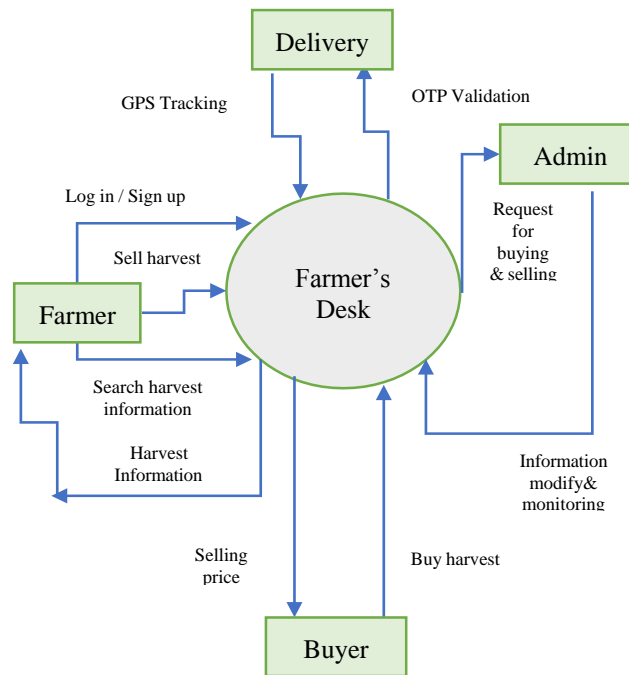 Delivery
GPS Tracking
OTP Validation
Admin
Log in / Sign up
Request
for
buying
& selling
Sell harvest
Farmer’s
Desk
Farmer
Search harvest
information
Harvest
Information
Information
modify&
monitoring
Selling
price
Buy harvest
Buyer